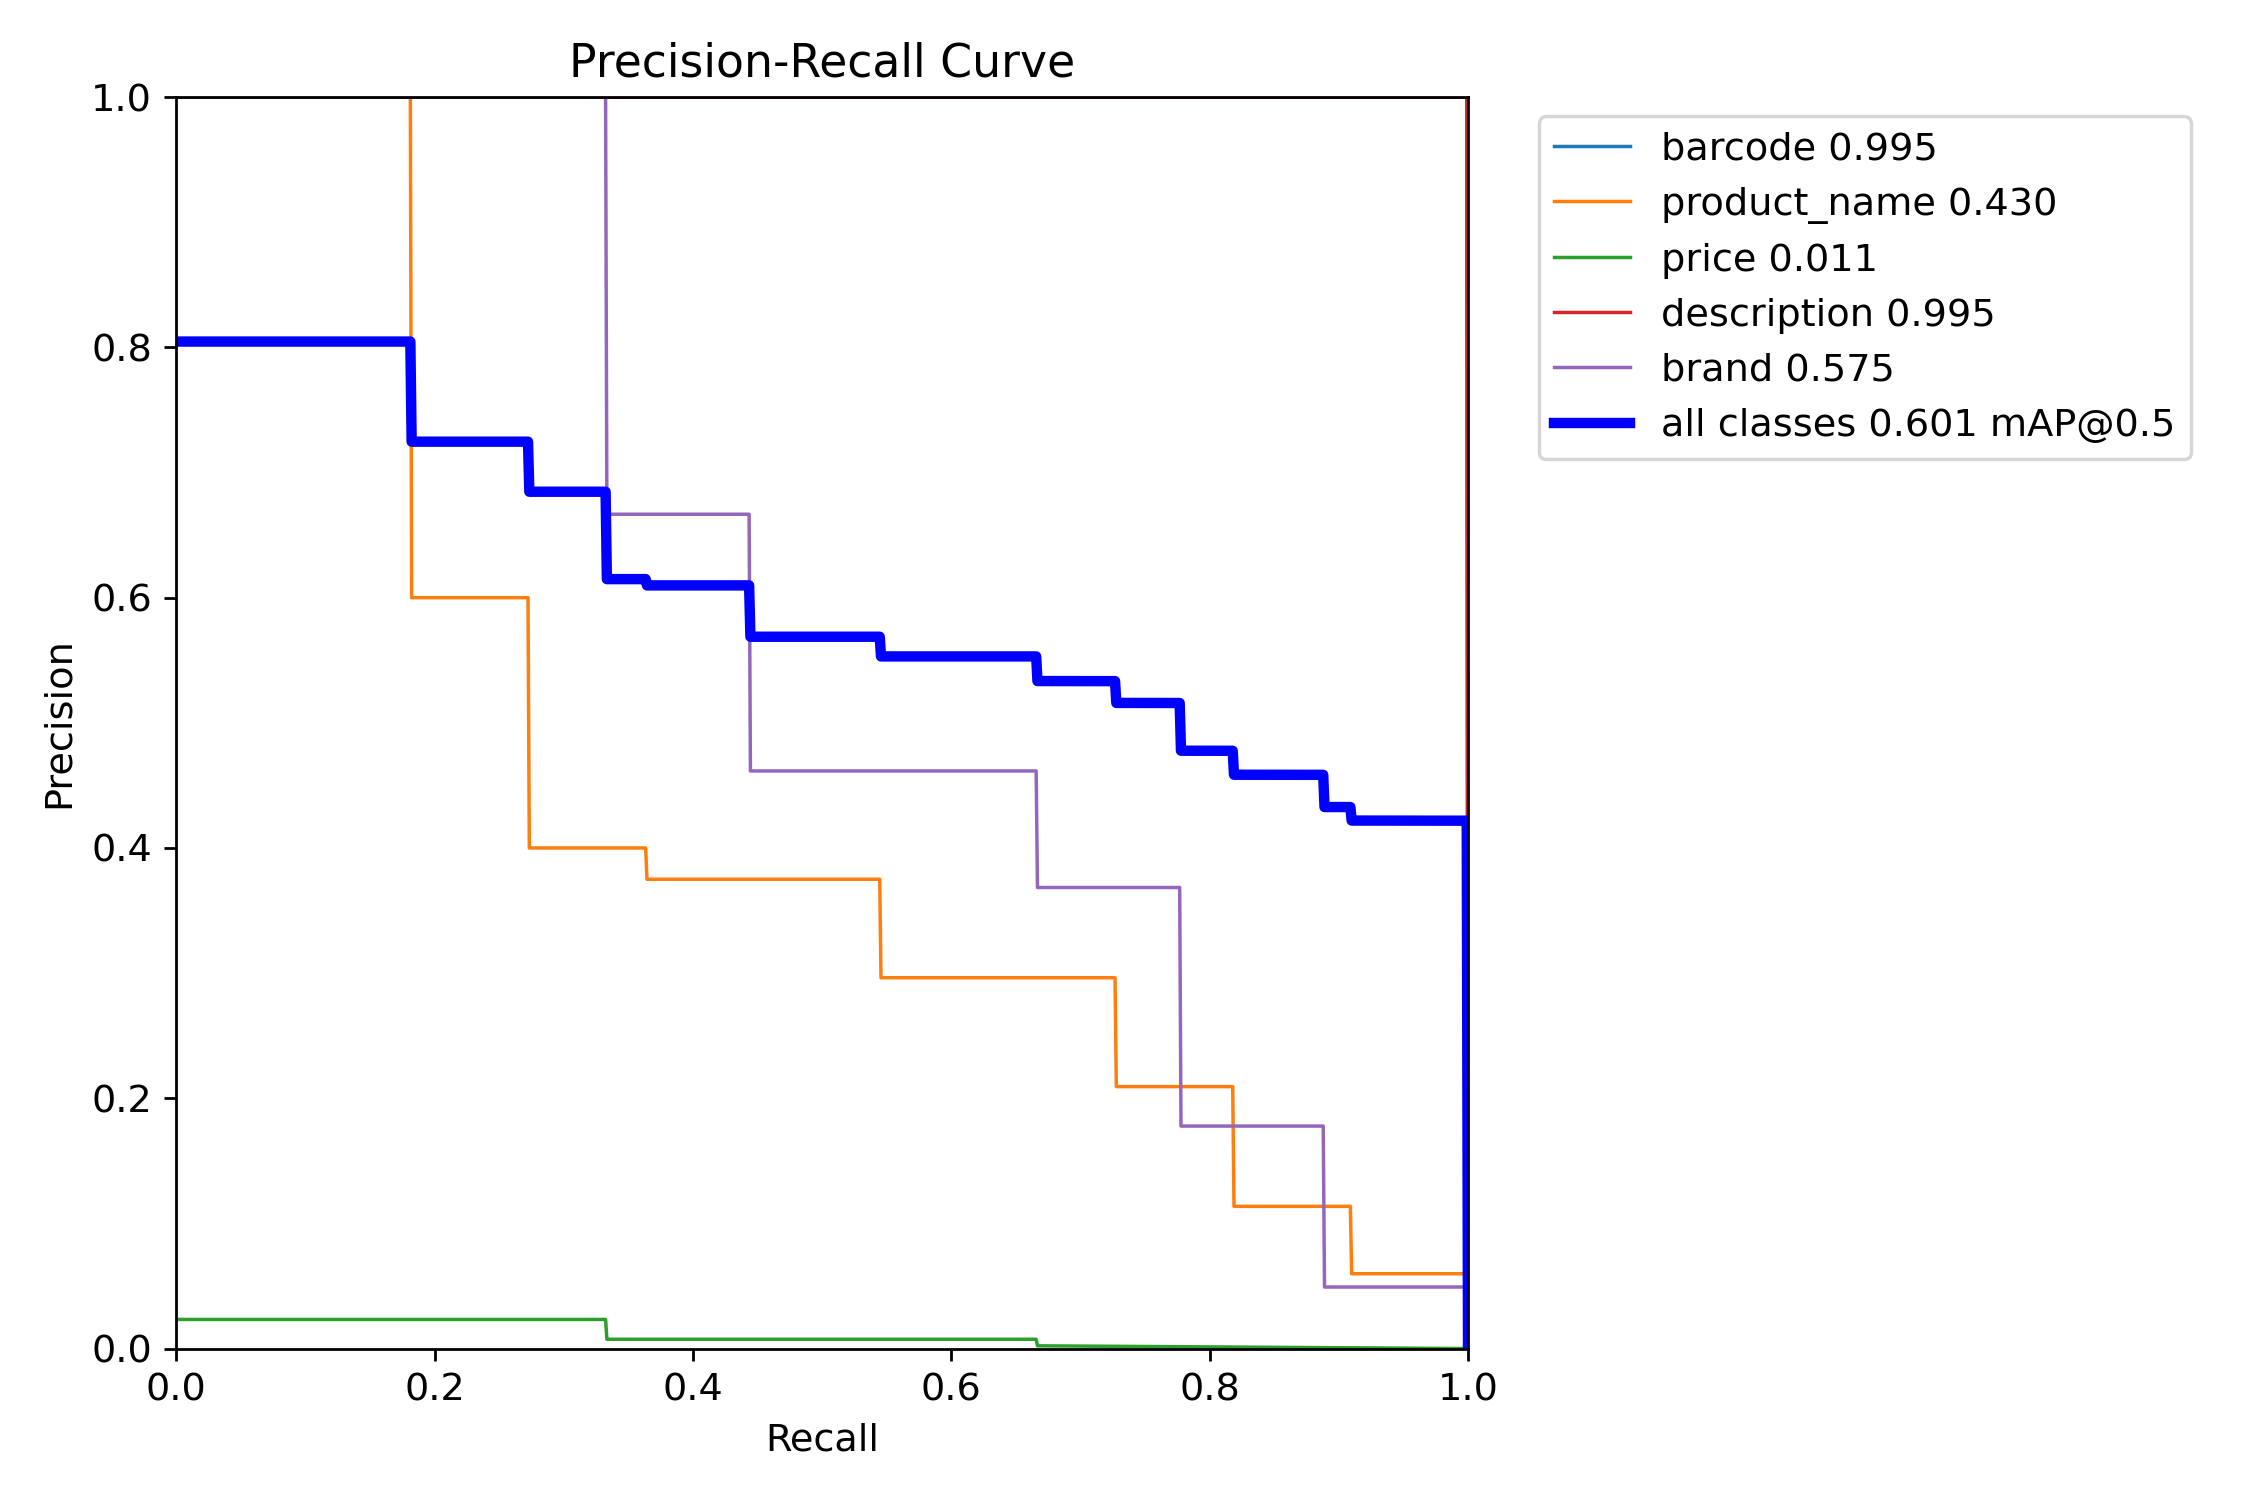 Precision-Recall Curve
1.0
0.8
0.6
0.4
0.2
0.0
Precision
0.0 0.2 0.4 0.6 0.8 1.0
Recall
barcode 0.995
product_name 0.430
price 0.011
description 0.995
brand 0.575
all classes 0.601 mAP@0.5